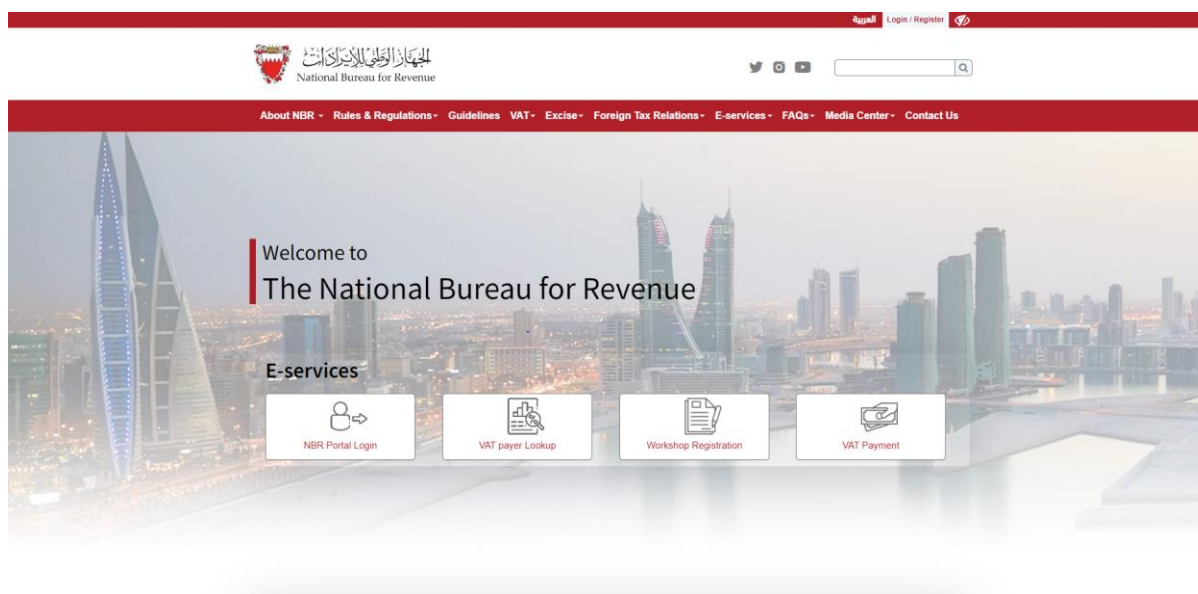 العربية Login / Register
الجهاز الوطني للإيرادات
National Bureau for Revenue
About NBR Rules & Regulations Guidelines VAT Excise Foreign Tax Relations E-services FAQs Media Center Contact Us
Welcome to
The National Bureau for Revenue
E-services
NBR Portal Login VAT payer Lookup Workshop Registration VAT Payment